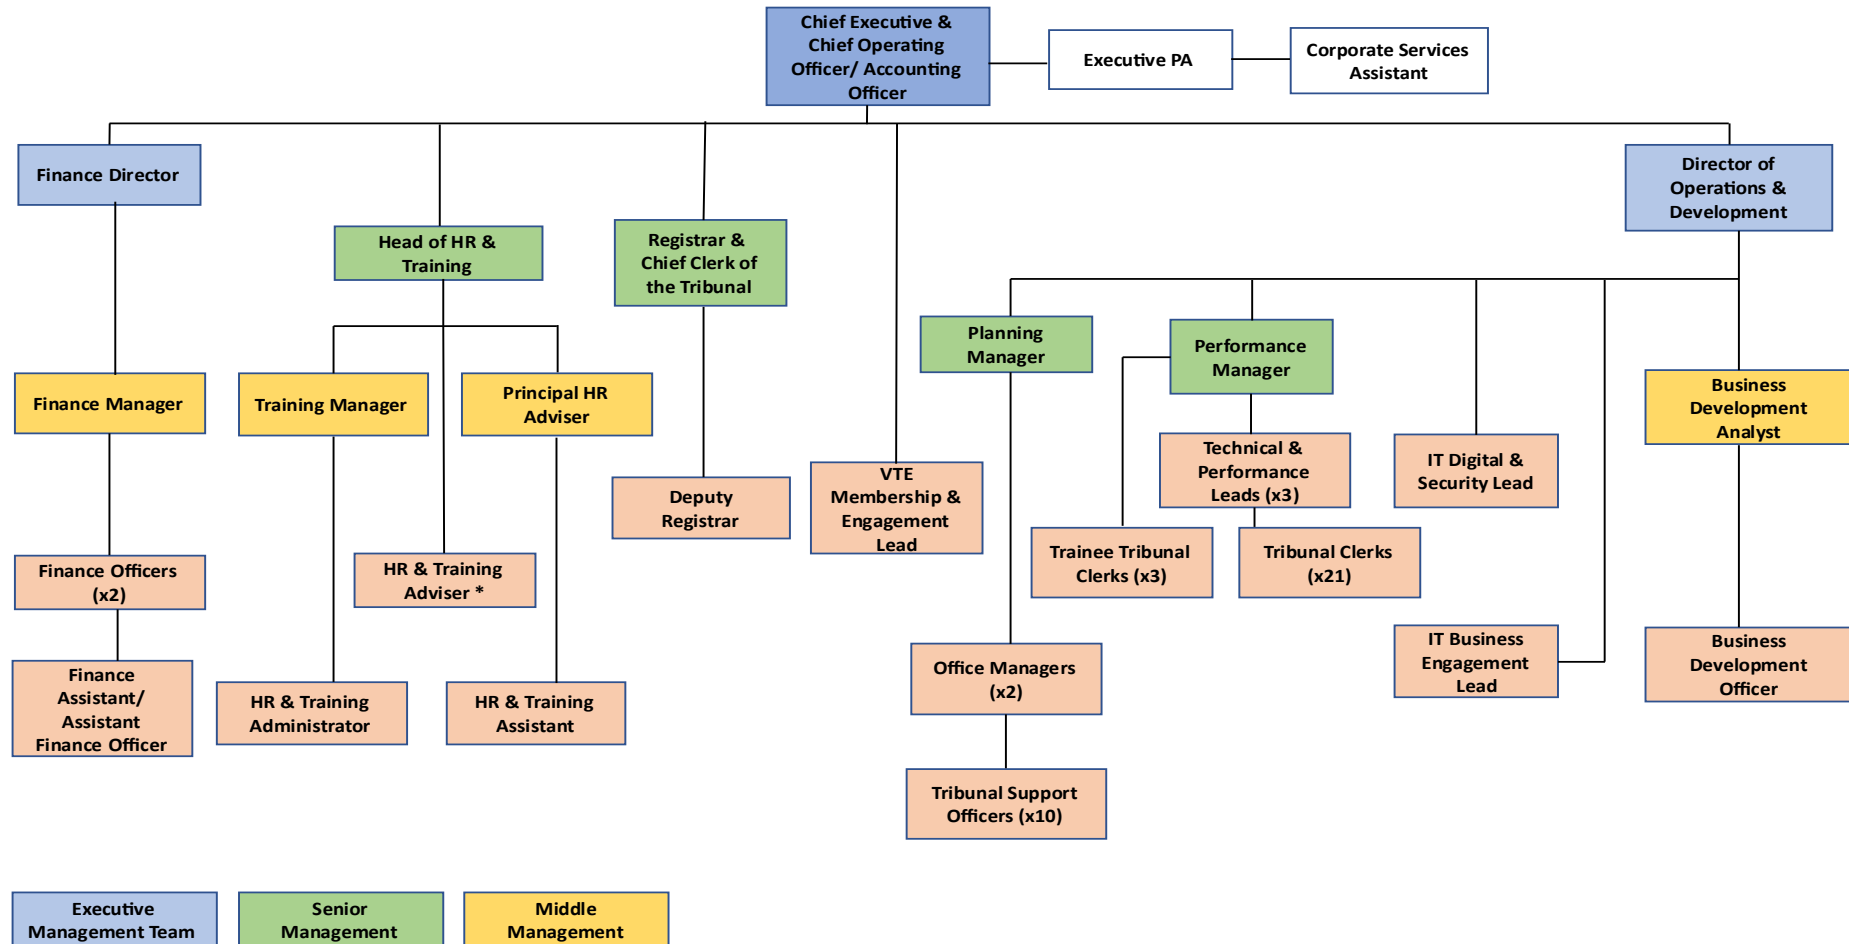 Chief Executive &
Chief Operating
Officer/ Accounting
Officer
Executive PA
Corporate Services
Assistant
Finance Director
Director of
Operations &
Development
Head of HR &
Training
Registrar &
Chief Clerk of
the Tribunal
Planning
Manager
Performance
Manager
Finance Manager
Training Manager
Principal HR
Adviser
Business
Development
Analyst
Technical &
Performance
Leads (x3)
IT Digital &
Security Lead
Deputy
Registrar
VTE
Membership &
Engagement
Lead
Trainee Tribunal
Clerks (x3)
Tribunal Clerks
(x21)
Finance Officers
(x2)
HR & Training
Adviser *
IT Business
Engagement
Lead
Business
Development
Officer
Office Managers
(x2)
Finance
Assistant/
Assistant
Finance Officer
HR & Training
Administrator
HR & Training
Assistant
Tribunal Support
Officers (x10)
Executive
Management Team
Senior
Management
Middle
Management